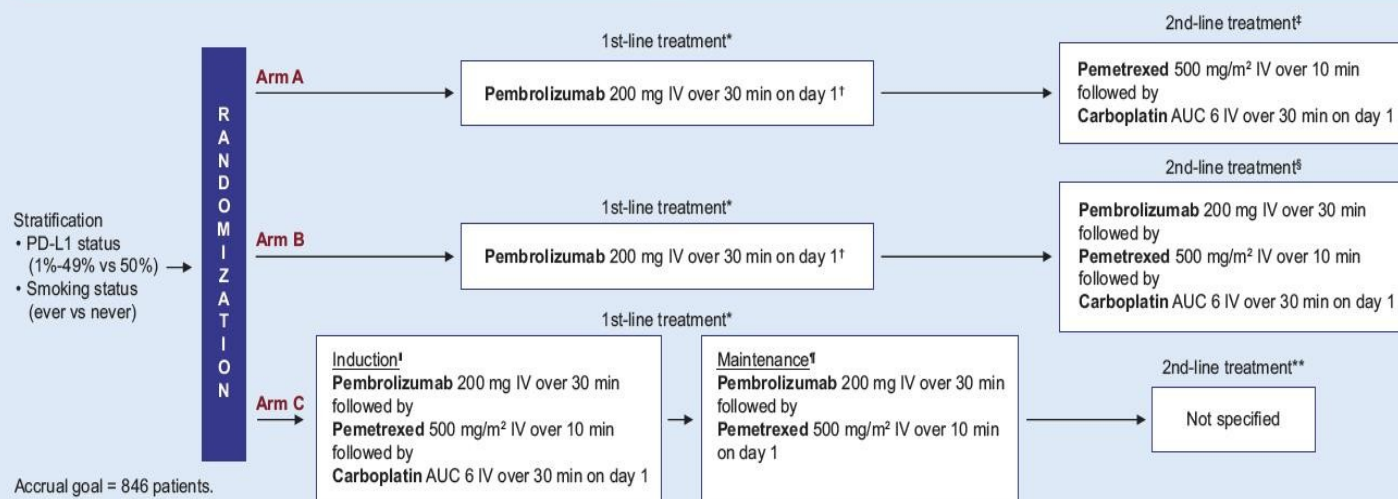 Stratification
• PD-L1 status
(1%-49% vs 50%)
• Smoking status
(ever vs never)
RANDOMIZATION
Arm A
1st-line treatment*
Pembrolizumab 200 mg IV over 30 min on day 1†
2nd-line treatment‡
Pemetrexed 500 mg/m² IV over 10 min
followed by
Carboplatin AUC 6 IV over 30 min on day 1
Arm B
1st-line treatment*
Pembrolizumab 200 mg IV over 30 min on day 1†
2nd-line treatment§
Pembrolizumab 200 mg IV over 30 min
followed by
Pemetrexed 500 mg/m² IV over 10 min
followed by
Carboplatin AUC 6 IV over 30 min on day 1
Arm C
1st-line treatment*
Induction
Pembrolizumab 200 mg IV over 30 min
followed by
Pemetrexed 500 mg/m² IV over 10 min
followed by
Carboplatin AUC 6 IV over 30 min on day 1
Maintenance¶
Pembrolizumab 200 mg IV over 30 min
followed by
Pemetrexed 500 mg/m² IV over 10 min
on day 1
2nd-line treatment**
Not specified
Accrual goal = 846 patients.